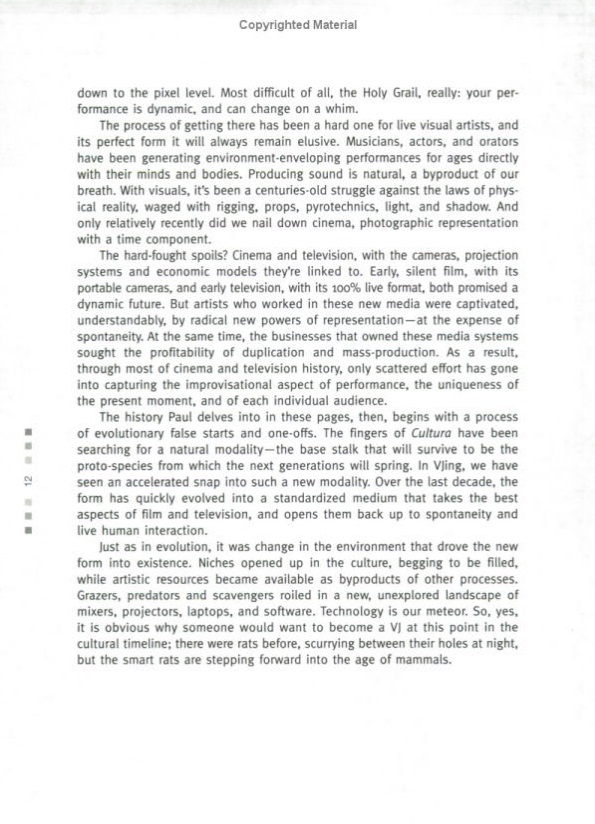 Copyrighted Material
down to the pixel level. Most difficult of all, the Holy Grail, really: your per-
formance is dynamic, and can change on a whim.
The process of getting there has been a hard one for live visual artists, and
its perfect form it will always remain elusive. Musicians, actors, and orators
have been generating environment-enveloping performances for ages directly
with their minds and bodies. Producing sound is natural, a byproduct of our
breath. With visuals, it's been a centuries-old struggle against the laws of phys-
ical reality, waged with rigging, props, pyrotechnics, light, and shadow. And
only relatively recently did we nail down cinema, photographic representation
with a time component.
The hard-fought spoils? Cinema and television, with the cameras, projection
systems and economic models they're linked to. Early, silent film, with its
portable cameras, and early television, with its 100% live format, both promised a
dynamic future. But artists who worked in these new media were captivated,
understandably, by radical new powers of representation—at the expense of
spontaneity. At the same time, the businesses that owned these media systems
sought the profitability of duplication and mass-production. As a result,
through most of cinema and television history, only scattered effort has gone
into capturing the improvisational aspect of performance, the uniqueness of
the present moment, and of each individual audience.
The history Paul delves into in these pages, then, begins with a process
of evolutionary false starts and one-offs. The fingers of Cultura have been
searching for a natural modality—the base stalk that will survive to be the
proto-species from which the next generations will spring. In VJing, we have
seen an accelerated snap into such a new modality. Over the last decade, the
form has quickly evolved into a standardized medium that takes the best
aspects of film and television, and opens them back up to spontaneity and
live human interaction.
Just as in evolution, it was change in the environment that drove the new
form into existence. Niches opened up in the culture, begging to be filled,
while artistic resources became available as byproducts of other processes.
Grazers, predators and scavengers roiled in a new, unexplored landscape of
mixers, projectors, laptops, and software. Technology is our meteor. So, yes,
it is obvious why someone would want to become a VJ at this point in the
cultural timeline; there were rats before, scurrying between their holes at night,
but the smart rats are stepping forward into the age of mammals.
12